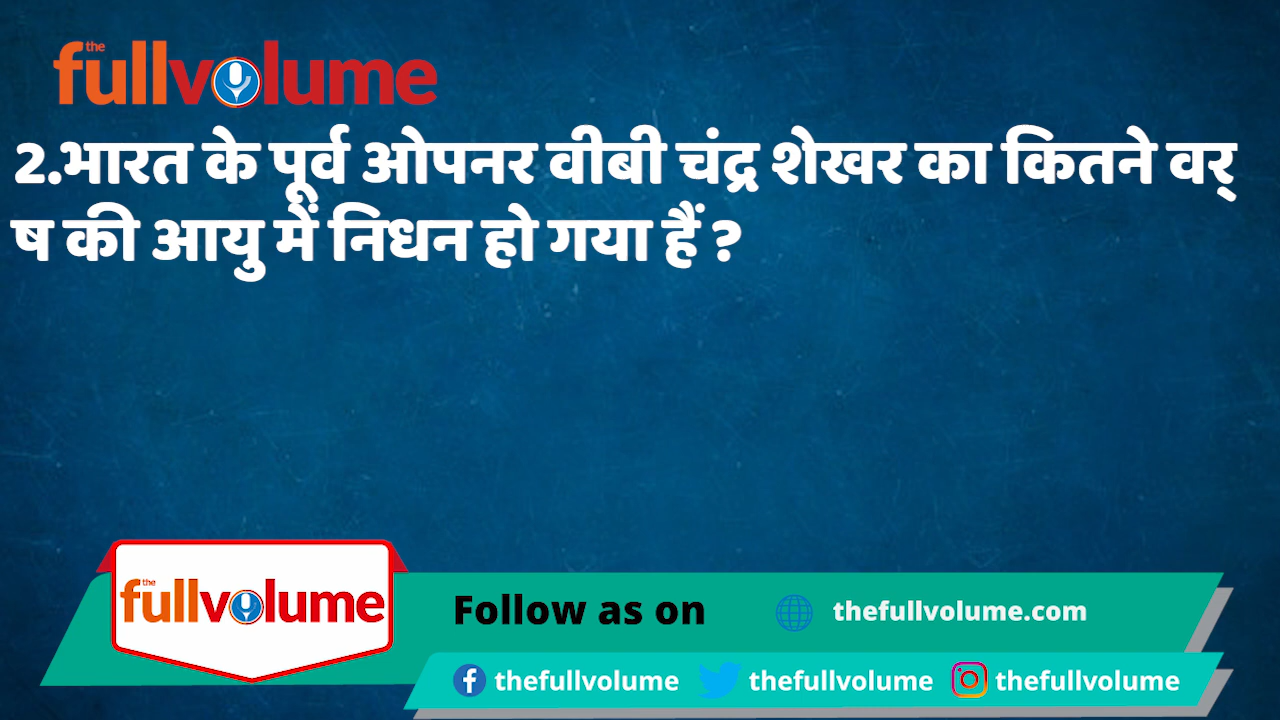 the
fullvolume
2.भारत के पूर्व ओपनर वीबी चंद्र शेखर का कितने वर्
ष की आयु में निधन हो गया हैं ?
the
fullvolume
Follow as on
thefullvolume.com
thefullvolume
thefullvolume
thefullvolume